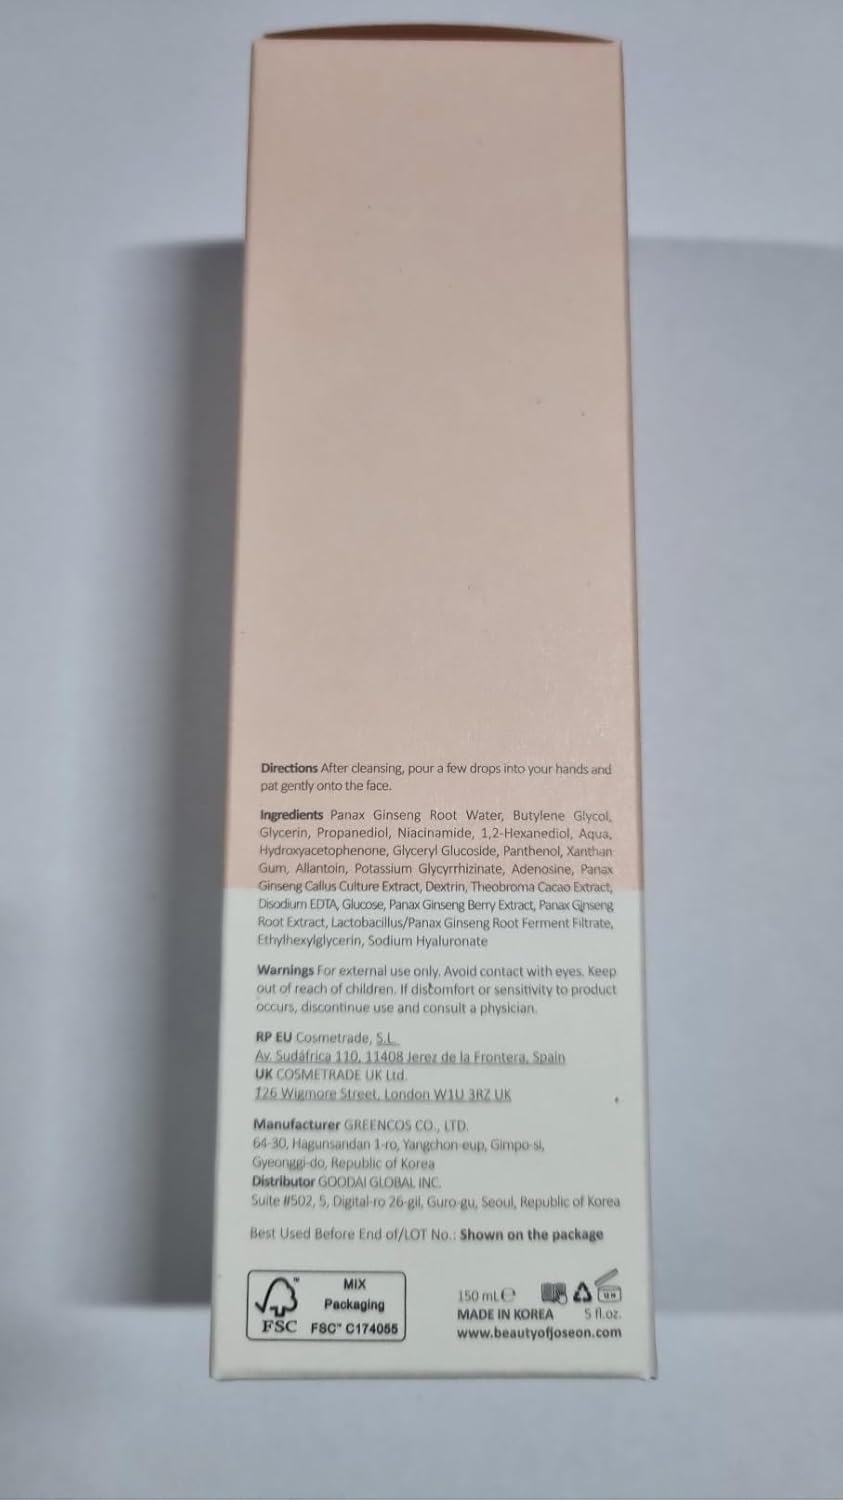 Directions After cleansing, pour a few drops into your hands and
pat gently onto the face.
Ingredients Panax Ginseng Root Water, Butylene Glycol,
Glycerin, Propanediol, Niacinamide, 1,2-Hexanediol, Aqua,
Hydroxyacetophenone, Glyceryl Glucoside, Panthenol, Xanthan
Gum, Allantoin, Potassium Glycyrrhizinate, Adenosine, Panax
Ginseng Callus Culture Extract, Dextrin, Theobroma Cacao Extract,
Disodium EDTA, Glucose, Panax Ginseng Berry Extract, Panax Ginseng
Root Extract, Lactobacillus/Panax Ginseng Root Ferment Filtrate,
Ethylhexylglycerin, Sodium Hyaluronate
Warnings For external use only. Avoid contact with eyes. Keep
out of reach of children. If discomfort or sensitivity to product
occurs, discontinue use and consult a physician.
RP EU Cosmetrade, S.L.
Av. Sudáfrica 110, 11408 Jerez de la Frontera, Spain
UK COSMETRADE UK Ltd.
126 Wigmore Street, London W1U 3RZ UK
Manufacturer GREENCOS CO., LTD.
64-30, Hagunsandan 1-ro, Yangchon-eup, Gimpo-si,
Gyeonggi-do, Republic of Korea
Distributor GOODAI GLOBAL INC.
Suite #502, 5, Digital-ro 26-gil, Guro-gu, Seoul, Republic of Korea
Best Used Before End of/LOT No.: Shown on the package
MIX
Packaging
FSC FSC™ C174055
150 mL ℮
MADE IN KOREA 5 fl.oz.
www.beautyofjoseon.com